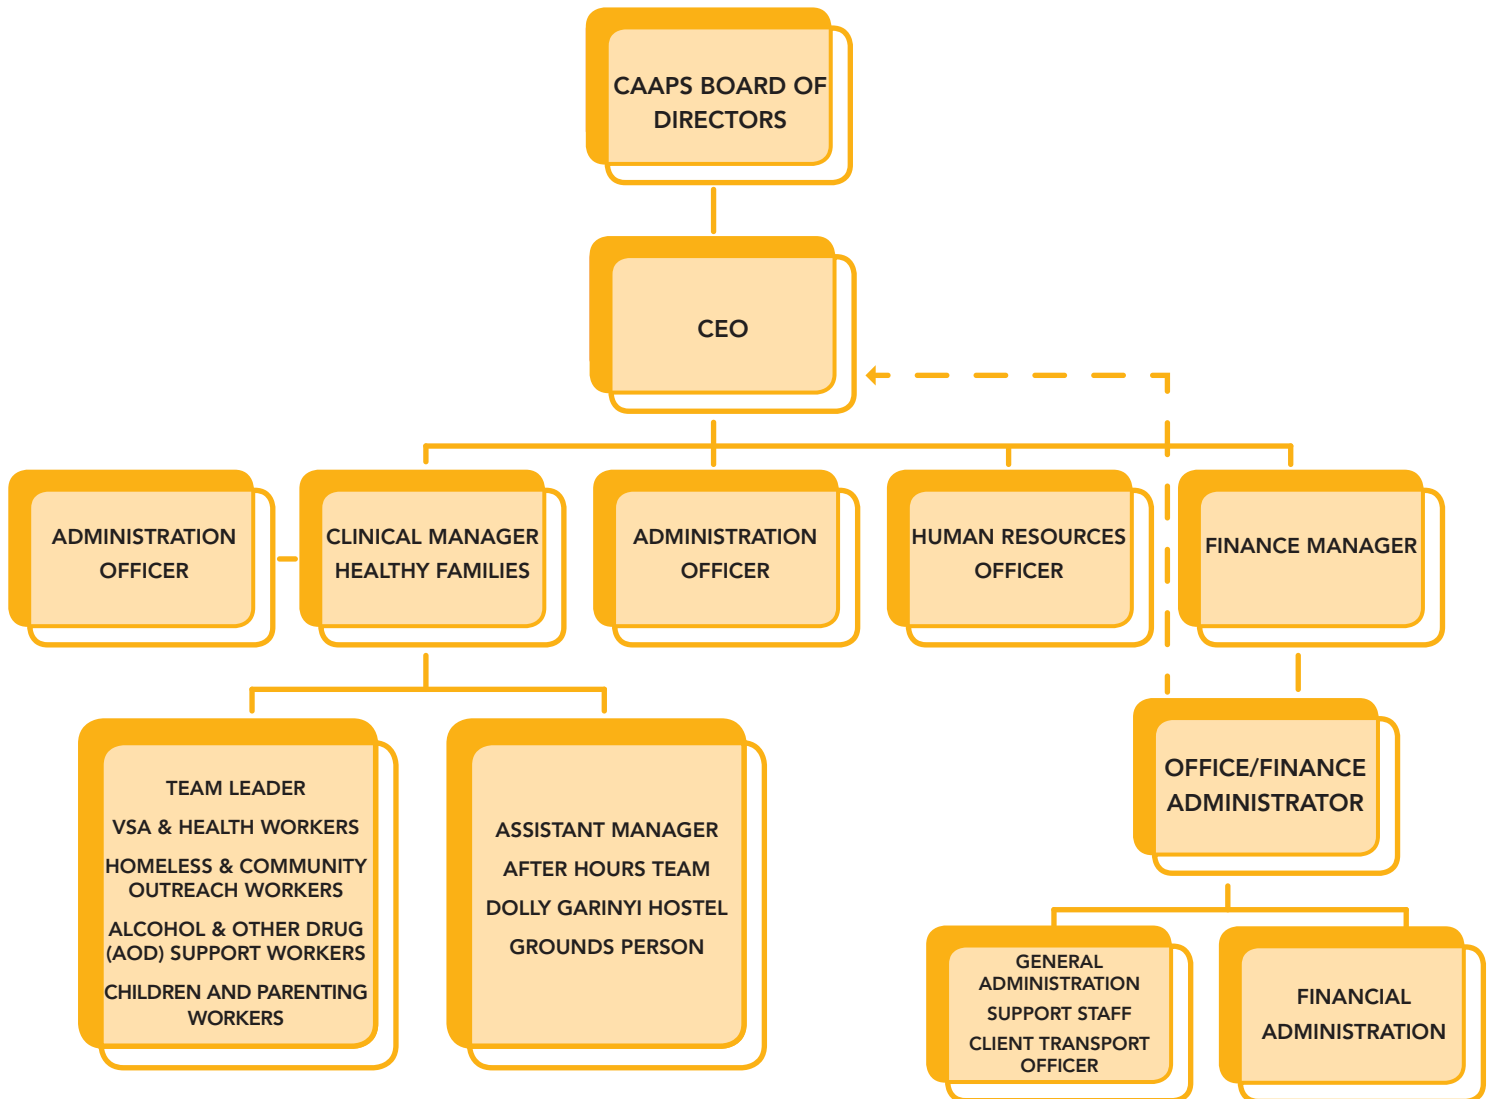 CAAPS BOARD OF
DIRECTORS
CEO
ADMINISTRATION
OFFICER
CLINICAL MANAGER
HEALTHY FAMILIES
ADMINISTRATION
OFFICER
HUMAN RESOURCES
OFFICER
FINANCE MANAGER
TEAM LEADER
VSA & HEALTH WORKERS
HOMELESS & COMMUNITY
OUTREACH WORKERS
ALCOHOL & OTHER DRUG
(AOD) SUPPORT WORKERS
CHILDREN AND PARENTING
WORKERS
ASSISTANT MANAGER
AFTER HOURS TEAM
DOLLY GARINYI HOSTEL
GROUNDS PERSON
OFFICE/FINANCE
ADMINISTRATOR
GENERAL
ADMINISTRATION
SUPPORT STAFF
CLIENT TRANSPORT
OFFICER
FINANCIAL
ADMINISTRATION